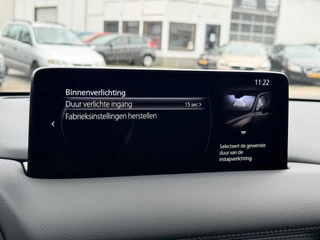 11:22
Binnenverlichting
Duur verlichte ingang 15 sec >
Fabrieksinstellingen herstellen
Selecteert de gewenste
duur van de
instapverlichting.